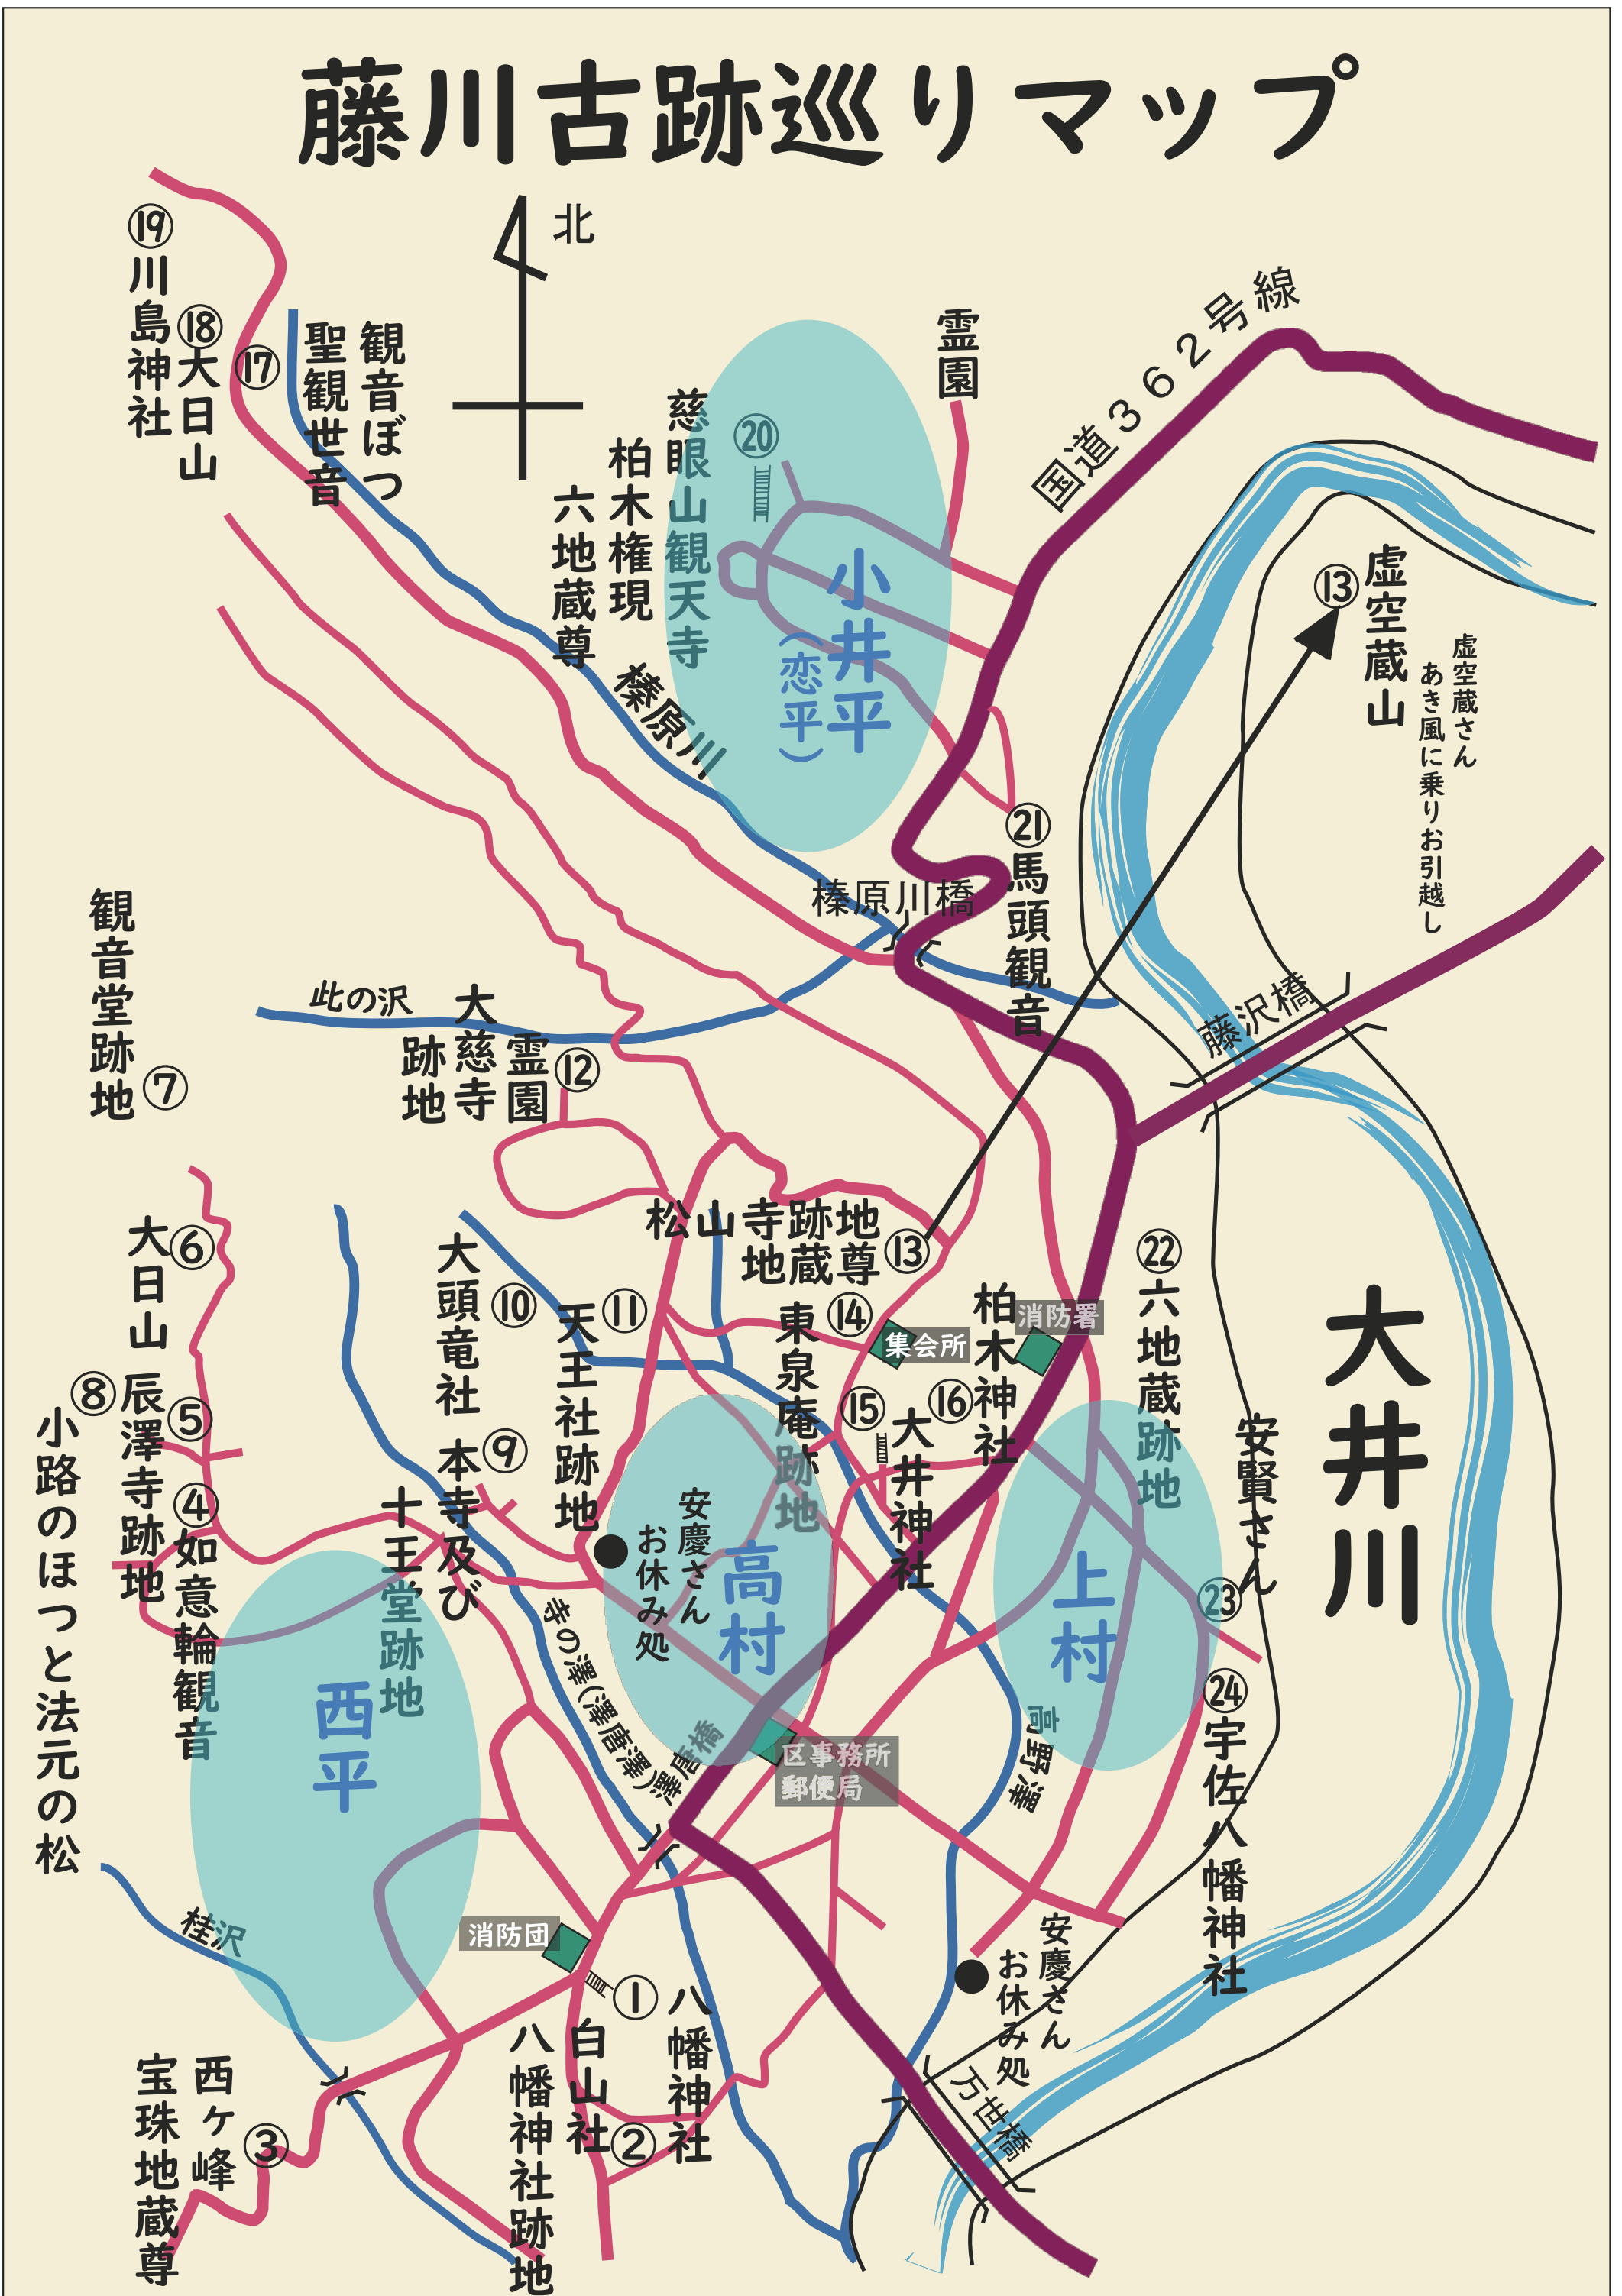 藤川古跡巡りマップ
北
⑲川島神社
⑱大日山
⑰
観音ぼつ
聖観世音
霊園
国道362号線
⑳
慈眼山観天寺
柏木権現
六地蔵尊
小井平
(恋平)
榛原川
⑬虚空蔵山
虚空蔵さん
あき風に乗りお引越し
㉑馬頭観音
榛原川橋
藤沢橋
観音堂跡地
⑦
此の沢
⑫
霊園
大慈寺
跡地
松山寺跡地
地蔵尊⑬
⑥
大日山
大頭竜社
⑩
⑪
天王社跡地
⑭
東泉庵跡地
集会所
消防署
柏木神社
⑯
⑮
大井神社
㉒六地蔵跡地
大井川
⑧
小路のほつと法元の松
辰澤寺跡地
⑤
④如意輪観音
⑨
本寺及び
十王堂跡地
安慶さん
お休み処
高村
上村
安賢さん
㉓
㉔宇佐八幡神社
西平
寺の澤(澤唐澤)
澤唐橋
区事務所
郵便局
高野澤
桂沢
消防団
①
八幡神社
白山社
②
八幡神社跡地
安慶さん
お休み処
万世橋
西ヶ峰
③
宝珠地蔵尊